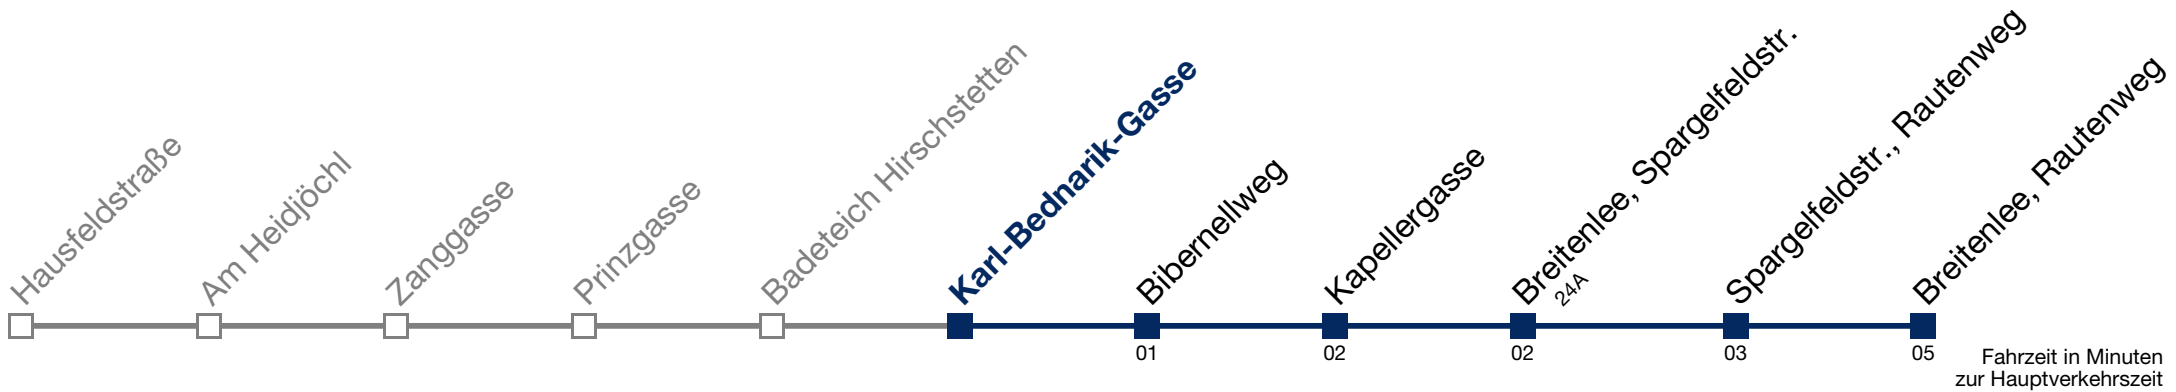 Hausfeldstraße
Am Heidjöchl
Zanggasse
Prinzgasse
Badeteich Hirschstetten
Karl-Bednarik-Gasse
Bibernellweg
Kapellergasse
Breitenlee, Spargelfeldstr.
24A
Spargelfeldstr., Rautenweg
Breitenlee, Rautenweg
01
02
02
03
05
Fahrzeit in Minuten
zur Hauptverkehrszeit